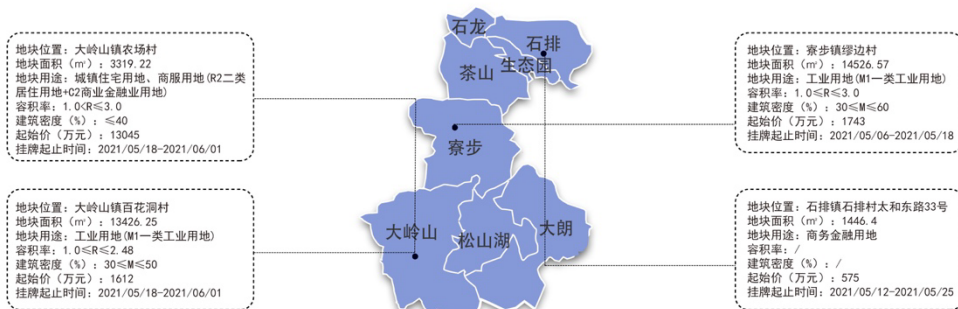 地块位置：大岭山镇农场村
地块面积（㎡）：3319.22
地块用途：城镇住宅用地、商服用地(R2二类
居住用地+C2商业金融业用地)
容积率：1.0<R≤3.0
建筑密度（%）：≤40
起始价（万元）：13045
挂牌起止时间：2021/05/18-2021/06/01
地块位置：大岭山镇百花洞村
地块面积（㎡）：13426.25
地块用途：工业用地(M1一类工业用地)
容积率：1.0≤R≤2.48
建筑密度（%）：30≤M≤50
起始价（万元）：1612
挂牌起止时间：2021/05/18-2021/06/01
石龙
石排
生态园
茶山
寮步
大岭山
松山湖
大朗
地块位置：寮步镇缪边村
地块面积（㎡）：14526.57
地块用途：工业用地(M1一类工业用地)
容积率：1.0≤R≤3.0
建筑密度（%）：30≤M≤60
起始价（万元）：1743
挂牌起止时间：2021/05/06-2021/05/18
地块位置：石排镇石排村太和东路33号
地块面积（㎡）：1446.4
地块用途：商务金融用地
容积率：/
建筑密度（%）：/
起始价（万元）：575
挂牌起止时间：2021/05/12-2021/05/25